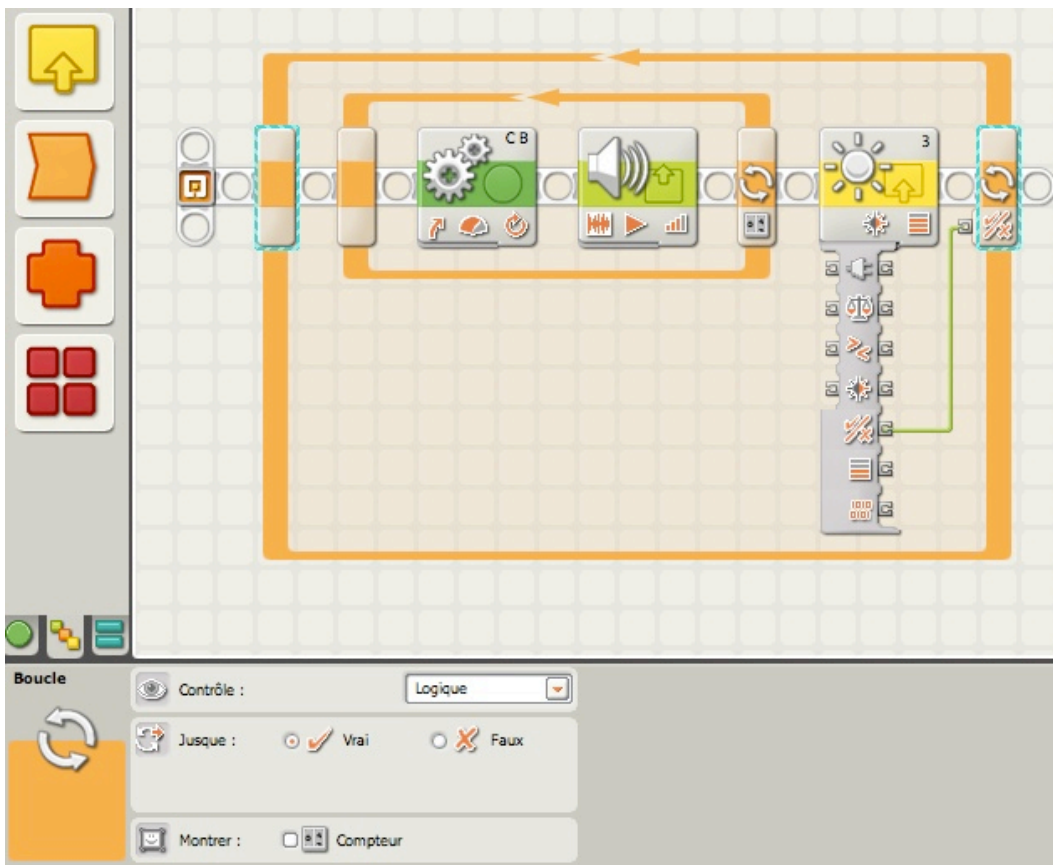 C B
3
Boucle
Contrôle :
Logique
Jusque :
Vrai
Faux
Montrer :
Compteur